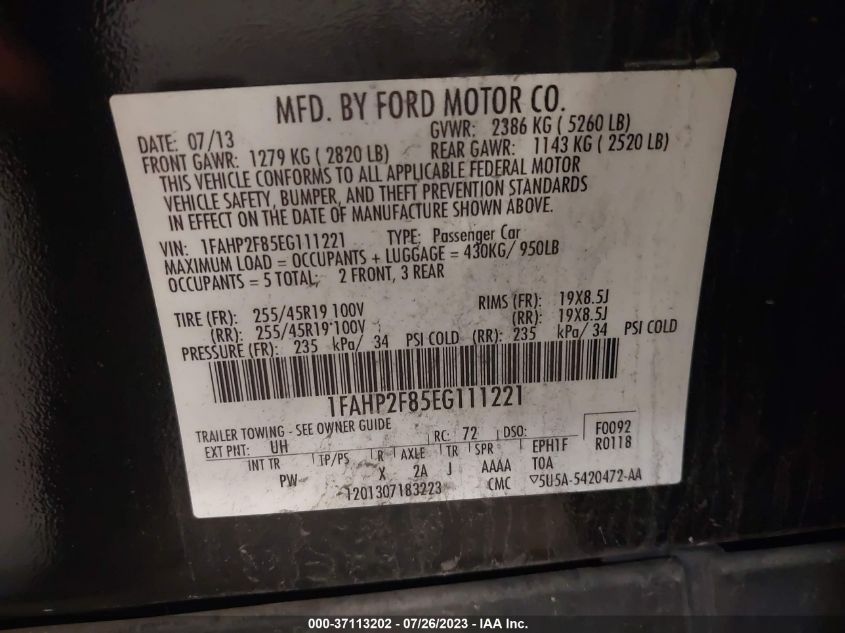 MFD. BY FORD MOTOR CO.
DATE: 07/13 GVWR: 2386 KG ( 5260 LB)
FRONT GAWR: 1279 KG ( 2820 LB) REAR GAWR: 1143 KG ( 2520 LB)
THIS VEHICLE CONFORMS TO ALL APPLICABLE FEDERAL MOTOR
VEHICLE SAFETY, BUMPER, AND THEFT PREVENTION STANDARDS
IN EFFECT ON THE DATE OF MANUFACTURE SHOWN ABOVE.
VIN: 1FAHP2F85EG111221 TYPE: Passenger Car
MAXIMUM LOAD = OCCUPANTS + LUGGAGE = 430KG/ 950LB
OCCUPANTS = 5 TOTAL; 2 FRONT, 3 REAR
TIRE (FR): 255/45R19 100V RIMS (FR): 19X8.5J
(RR): 255/45R19 100V (RR): 19X8.5J
PRESSURE (FR): 235 kPa/ 34 PSI COLD (RR): 235 kPa/ 34 PSI COLD
1FAHP2F85EG111221
TRAILER TOWING - SEE OWNER GUIDE
EXT PNT: UH RC: 72 DSO: F0092
R0118
INT TR TP/PS R AXLE TR SPR EPH1F
PW X 2A J AAAA TOA
1201307183223 CMC ▽5U5A-5420472-AA
000-37113202 - 07/26/2023 - IAA Inc.